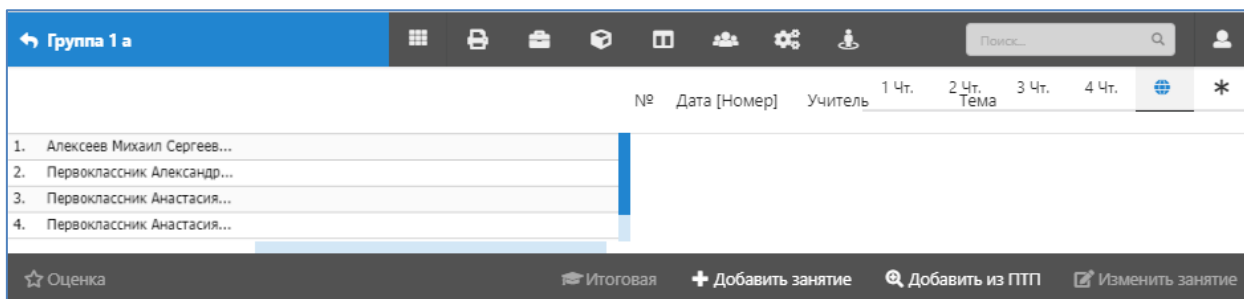 Группа 1 а
Поиск...
1 Чт. 2 Чт. 3 Чт. 4 Чт.
№ Дата [Номер] Учитель Тема
1. Алексеев Михаил Сергеев...
2. Первоклассник Александр...
3. Первоклассник Анастасия...
4. Первоклассник Анастасия...
Оценка Итоговая Добавить занятие Добавить из ПТП Изменить занятие